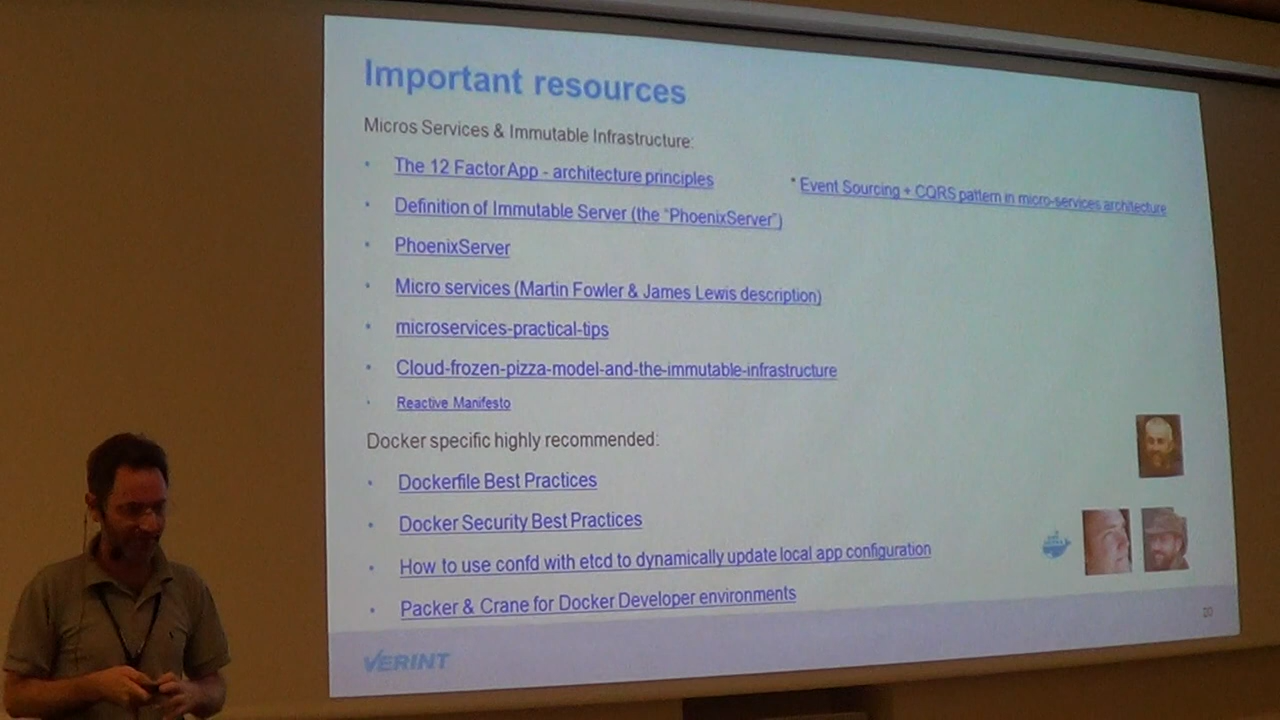 Important resources
Micros Services & Immutable Infrastructure:
• The 12 Factor App - architecture principles
• Event Sourcing + CQRS pattern in micro-services architecture
• Definition of Immutable Server (the “PhoenixServer”)
• PhoenixServer
• Micro services (Martin Fowler & James Lewis description)
• microservices-practical-tips
• Cloud-frozen-pizza-model-and-the-immutable-infrastructure
• Reactive Manifesto
Docker specific highly recommended:
• Dockerfile Best Practices
• Docker Security Best Practices
• How to use confd with etcd to dynamically update local app configuration
• Packer & Crane for Docker Developer environments
20
VERINT